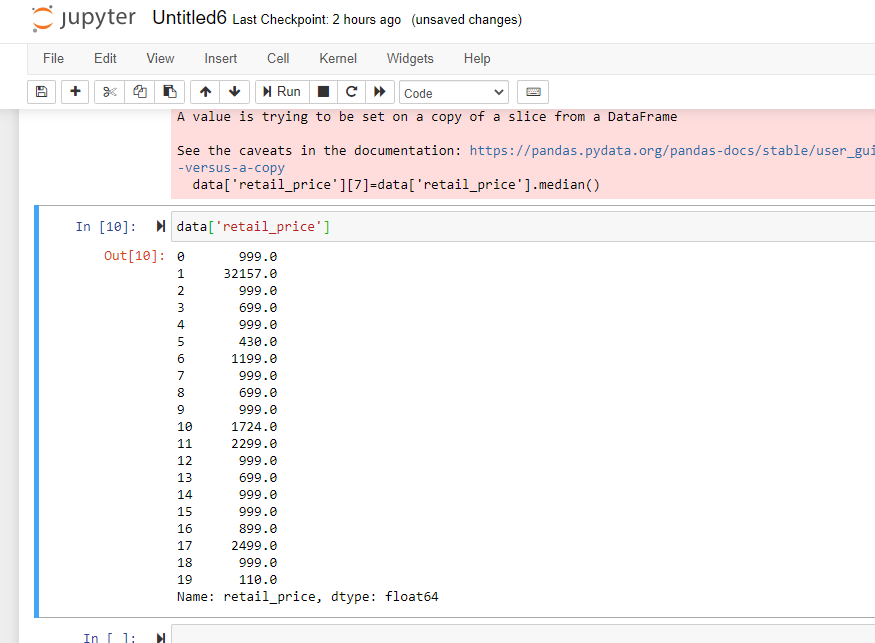 jupyter Untitled6 Last Checkpoint: 2 hours ago (unsaved changes)
File Edit View Insert Cell Kernel Widgets Help
Run Code
A value is trying to be set on a copy of a slice from a DataFrame
See the caveats in the documentation: https://pandas.pydata.org/pandas-docs/stable/user_gui
-versus-a-copy
data['retail_price'][7]=data['retail_price'].median()
In [10]: data['retail_price']
Out[10]: 0 999.0
1 32157.0
2 999.0
3 699.0
4 999.0
5 430.0
6 1199.0
7 999.0
8 699.0
9 999.0
10 1724.0
11 2299.0
12 999.0
13 699.0
14 999.0
15 999.0
16 899.0
17 2499.0
18 999.0
19 110.0
Name: retail_price, dtype: float64
In [ ]: